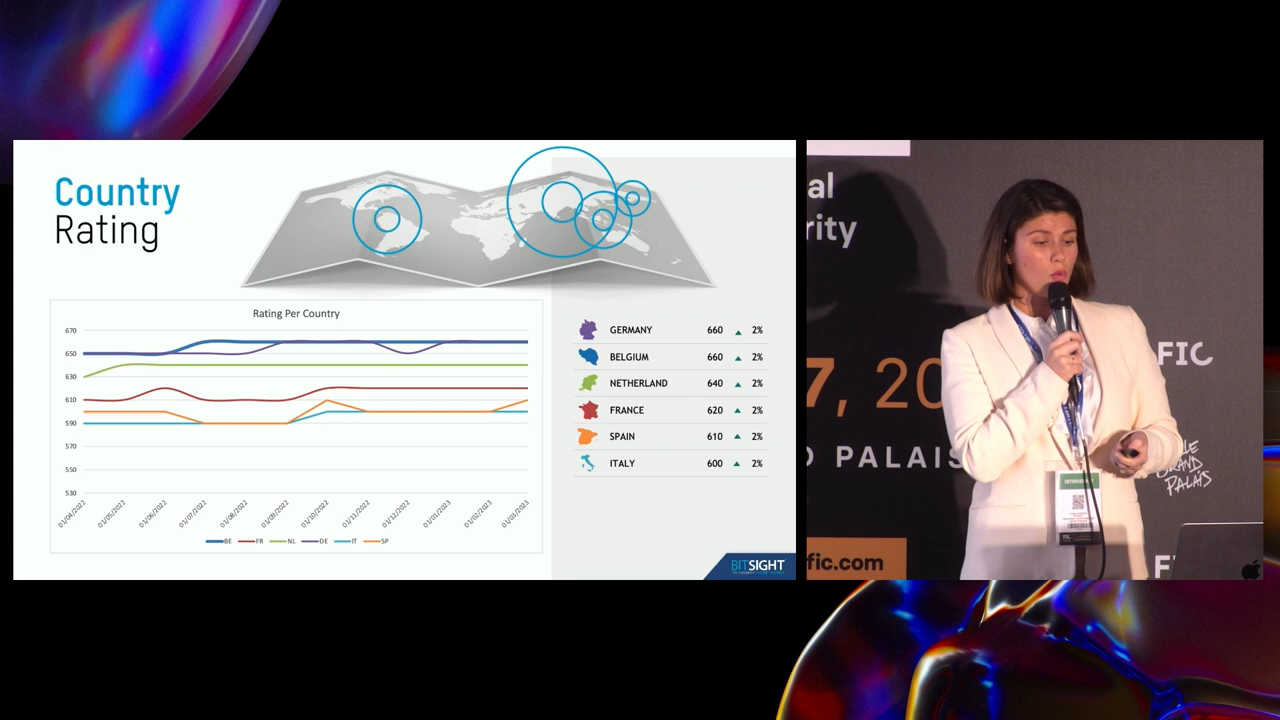 Country
Rating
Rating Per Country
670
650
630
610
590
570
550
530
01/04/2022
01/05/2022
01/06/2022
01/07/2022
01/08/2022
01/09/2022
01/10/2022
01/11/2022
01/12/2022
01/01/2023
01/02/2023
01/03/2023
BE FR NL DE IT SP
GERMANY 660 2%
BELGIUM 660 2%
NETHERLAND 640 2%
FRANCE 620 2%
SPAIN 610 2%
ITALY 600 2%
BITSIGHT
al
rity
FIC
7, 20
PALAIS
LILLE
GRAND
PALAIS
fic.com
F